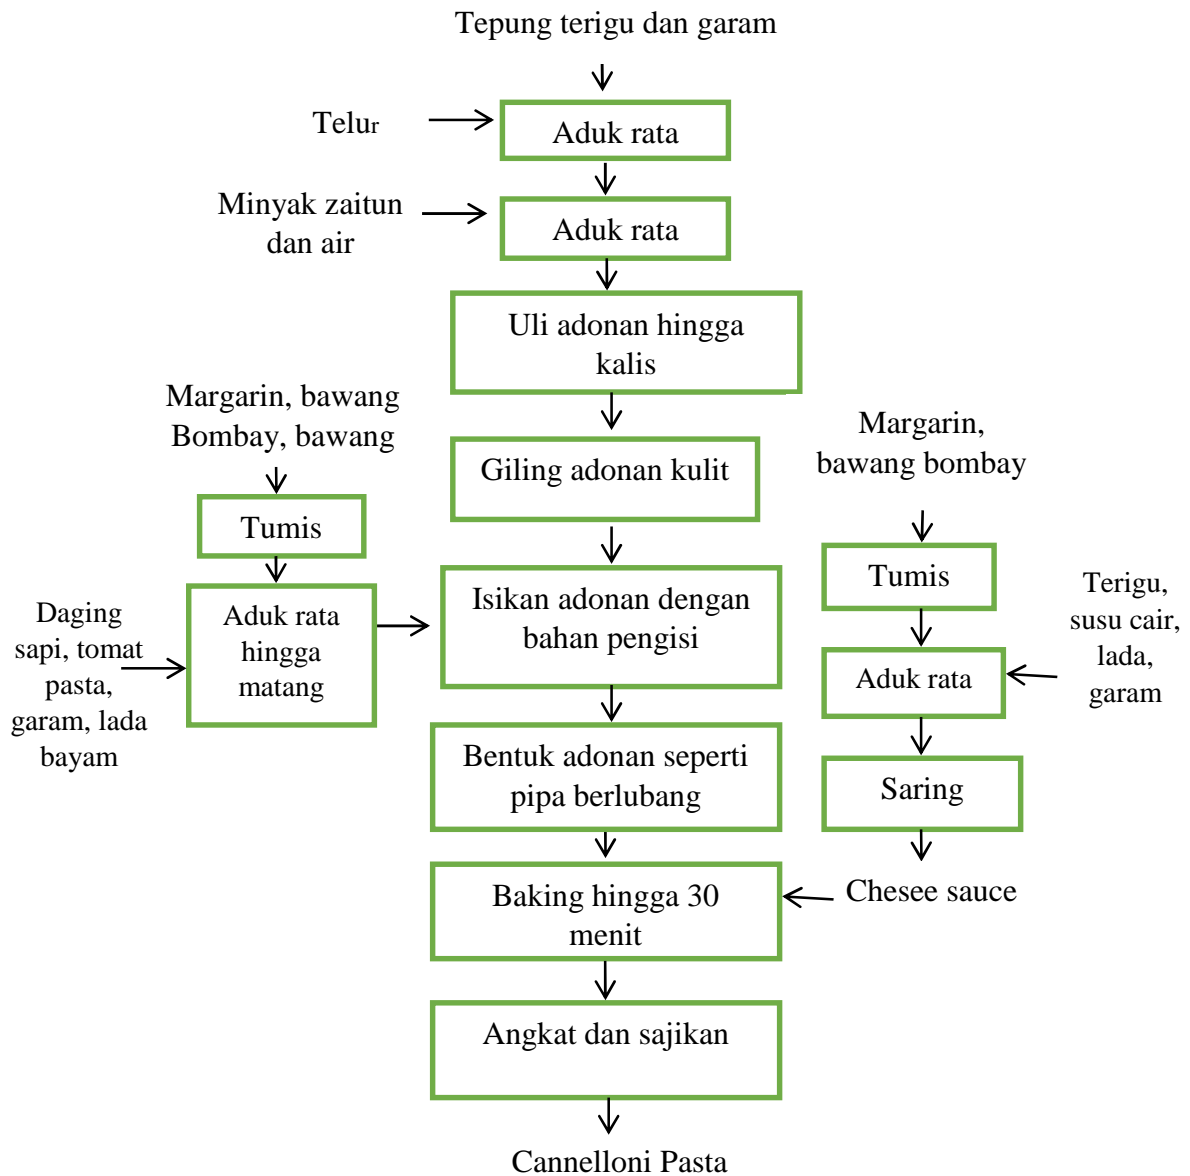 Tepung terigu dan garam
Telur
Aduk rata
Minyak zaitun
dan air
Aduk rata
Uli adonan hingga
kalis
Margarin, bawang
Bombay, bawang
Tumis
Giling adonan kulit
Margarin,
bawang bombay
Tumis
Daging
sapi, tomat
pasta,
garam, lada
bayam
Aduk rata
hingga
matang
Isikan adonan dengan
bahan pengisi
Terigu,
susu cair,
lada,
garam
Aduk rata
Bentuk adonan seperti
pipa berlubang
Saring
Baking hingga 30
menit
Chesee sauce
Angkat dan sajikan
Cannelloni Pasta